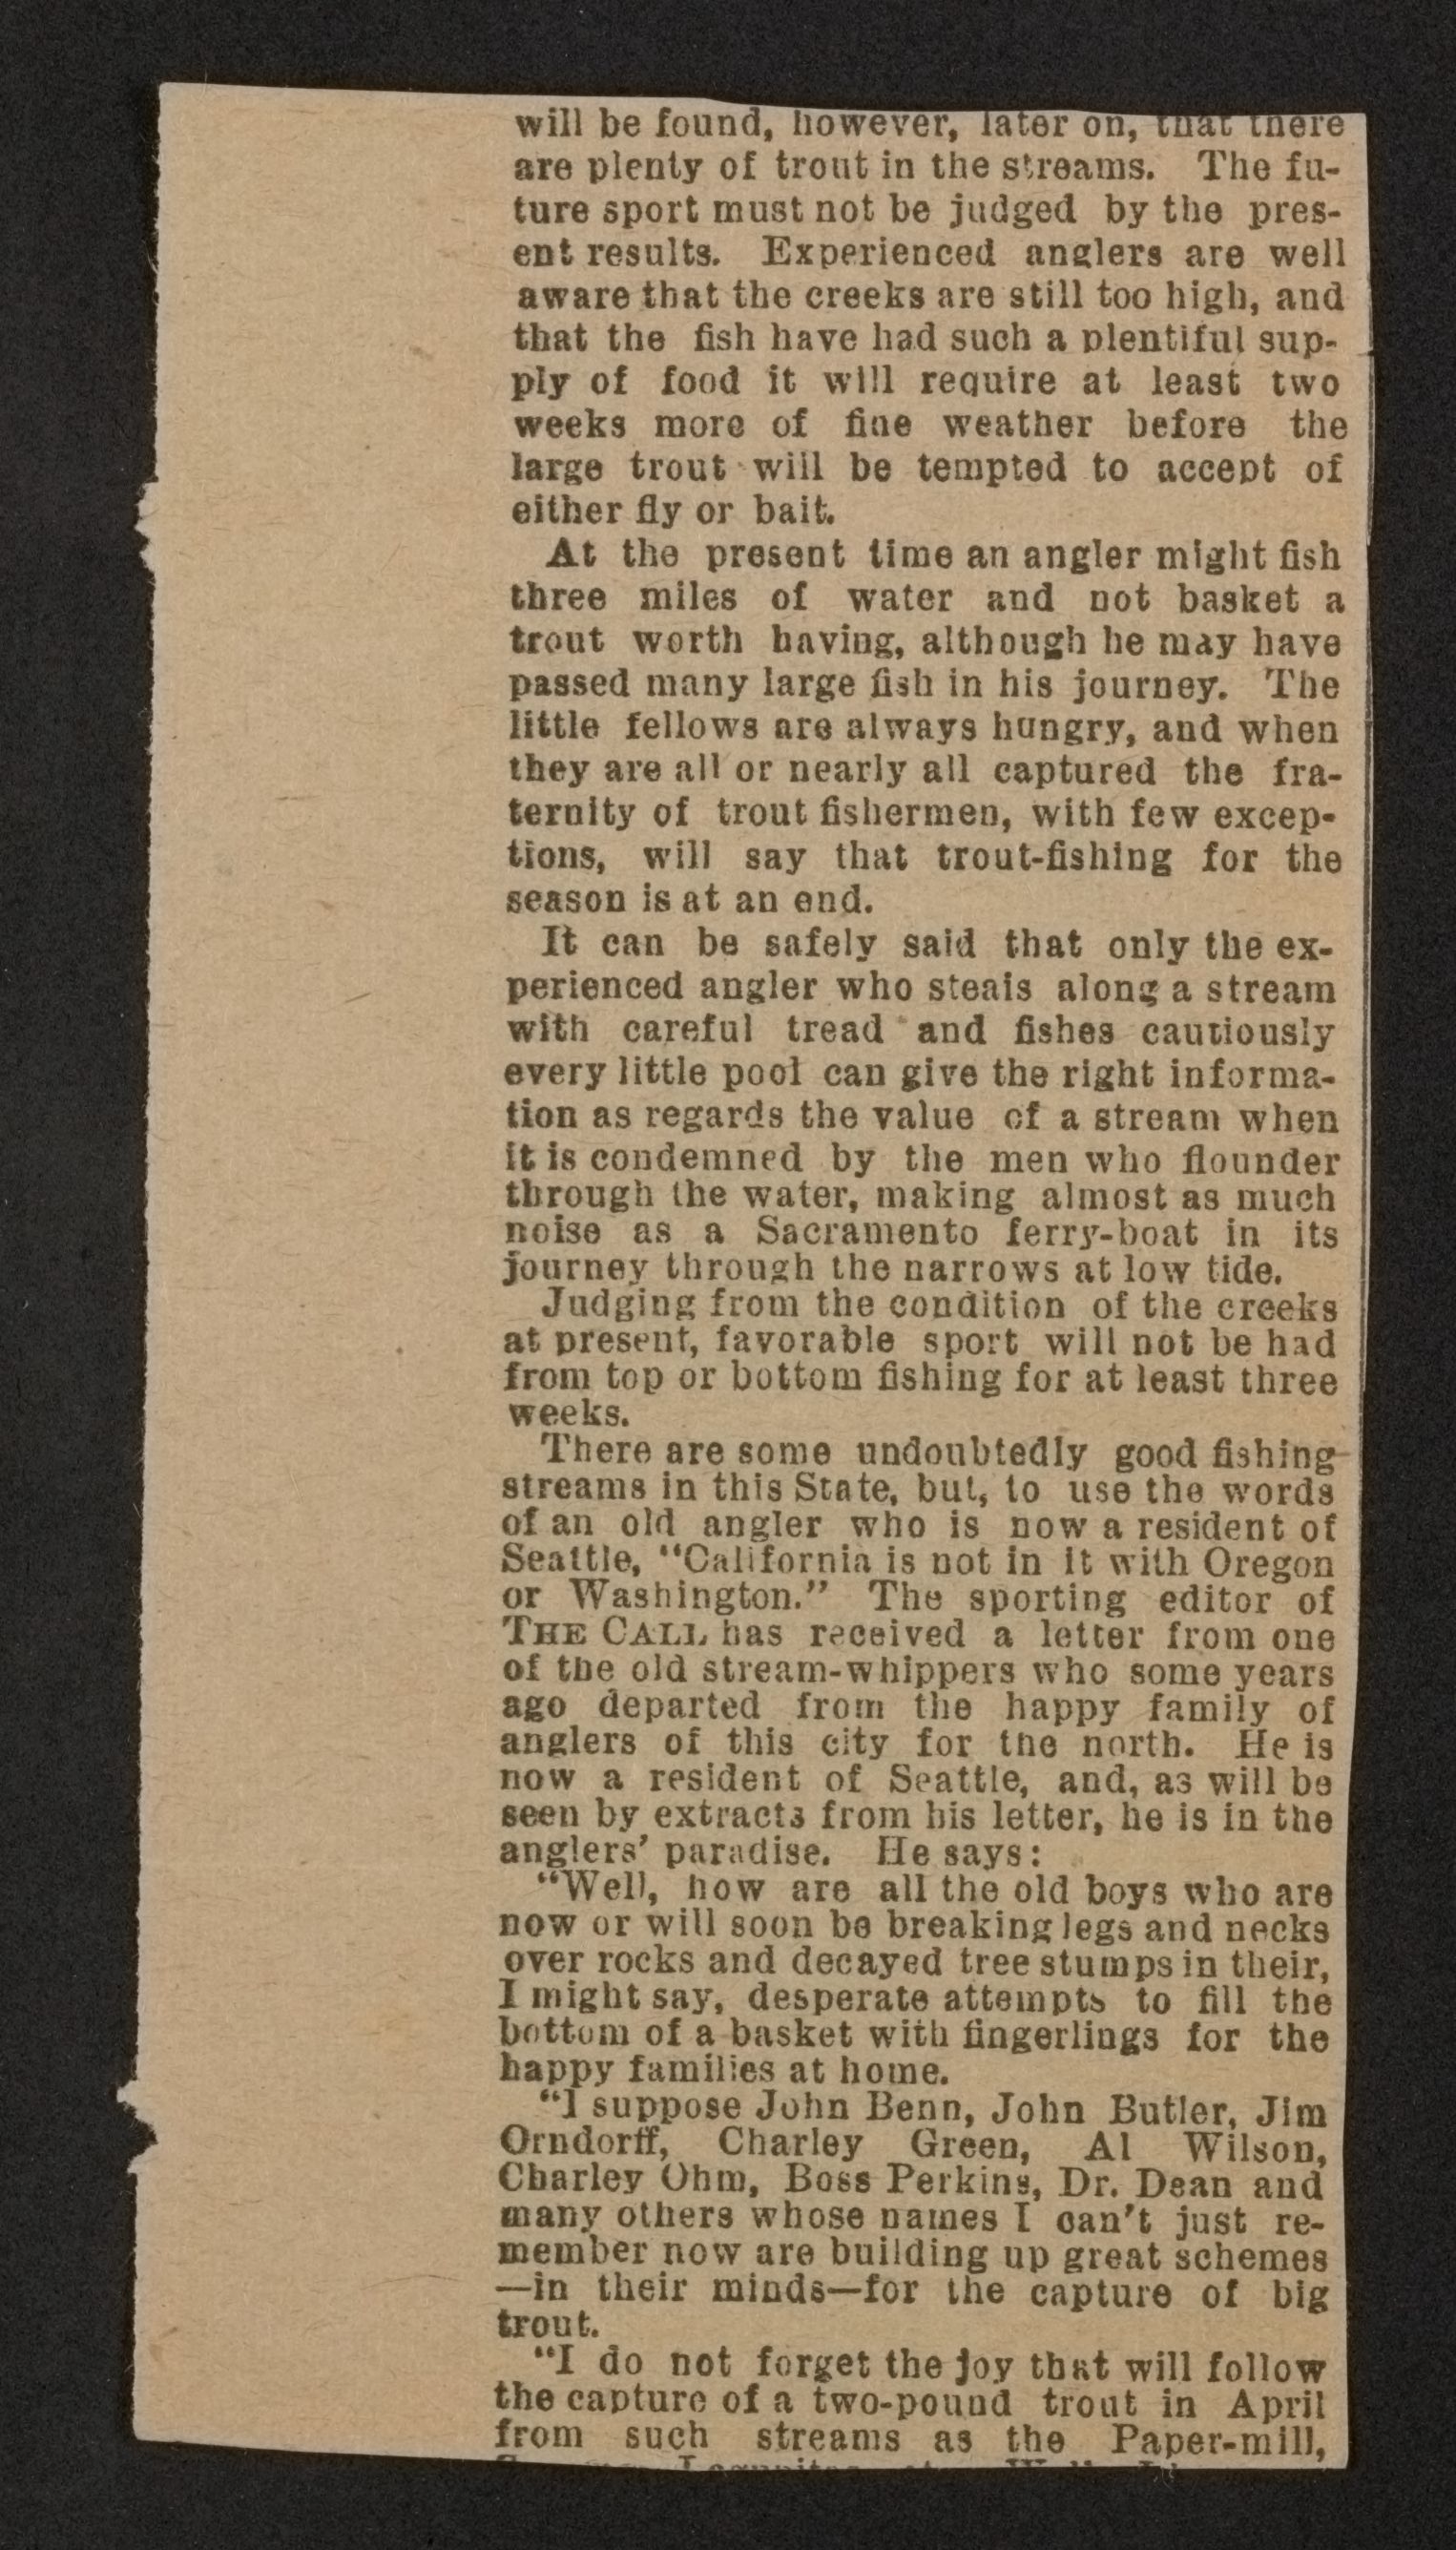 will be found, however, later on, that there
are plenty of trout in the streams. The fu-
ture sport must not be judged by the pres-
ent results. Experienced anglers are well
aware that the creeks are still too high, and
that the fish have had such a plentiful sup-
ply of food it will require at least two
weeks more of fine weather before the
large trout will be tempted to accept of
either fly or bait.
At the present time an angler might fish
three miles of water and not basket a
trout worth having, although he may have
passed many large fish in his journey. The
little fellows are always hungry, and when
they are all or nearly all captured the fra-
ternity of trout fishermen, with few excep-
tions, will say that trout-fishing for the
season is at an end.
It can be safely said that only the ex-
perienced angler who steals along a stream
with careful tread and fishes cautiously
every little pool can give the right informa-
tion as regards the value of a stream when
it is condemned by the men who flounder
through the water, making almost as much
noise as a Sacramento ferry-boat in its
journey through the narrows at low tide.
Judging from the condition of the creeks
at present, favorable sport will not be had
from top or bottom fishing for at least three
weeks.
There are some undoubtedly good fishing
streams in this State, but, to use the words
of an old angler who is now a resident of
Seattle, "California is not in it with Oregon
or Washington." The sporting editor of
THE CALL has received a letter from one
of the old stream-whippers who some years
ago departed from the happy family of
anglers of this city for the north. He is
now a resident of Seattle, and, as will be
seen by extracts from his letter, he is in the
anglers' paradise. He says:
"Well, how are all the old boys who are
now or will soon be breaking legs and necks
over rocks and decayed tree stumps in their,
I might say, desperate attempts to fill the
bottom of a basket with fingerlings for the
happy families at home.
"I suppose John Benn, John Butler, Jim
Orndorff, Charley Green, Al Wilson,
Charley Ohm, Boss Perkins, Dr. Dean and
many others whose names I can't just re-
member now are building up great schemes
—in their minds—for the capture of big
trout.
"I do not forget the joy that will follow
the capture of a two-pound trout in April
from such streams as the Paper-mill,